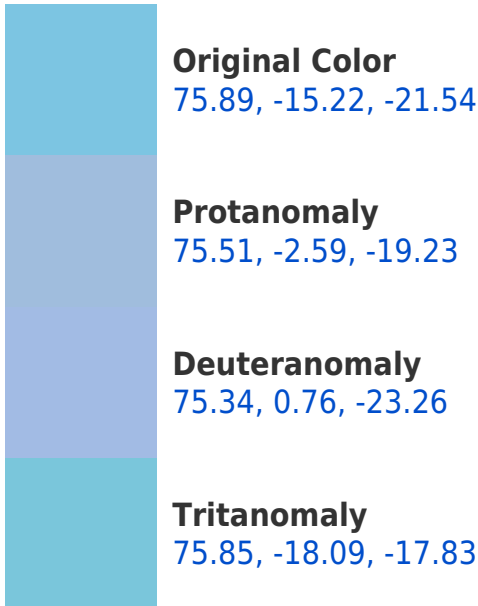 Original Color
75.89, -15.22, -21.54
Protanomaly
75.51, -2.59, -19.23
Deuteranomaly
75.34, 0.76, -23.26
Tritanomaly
75.85, -18.09, -17.83